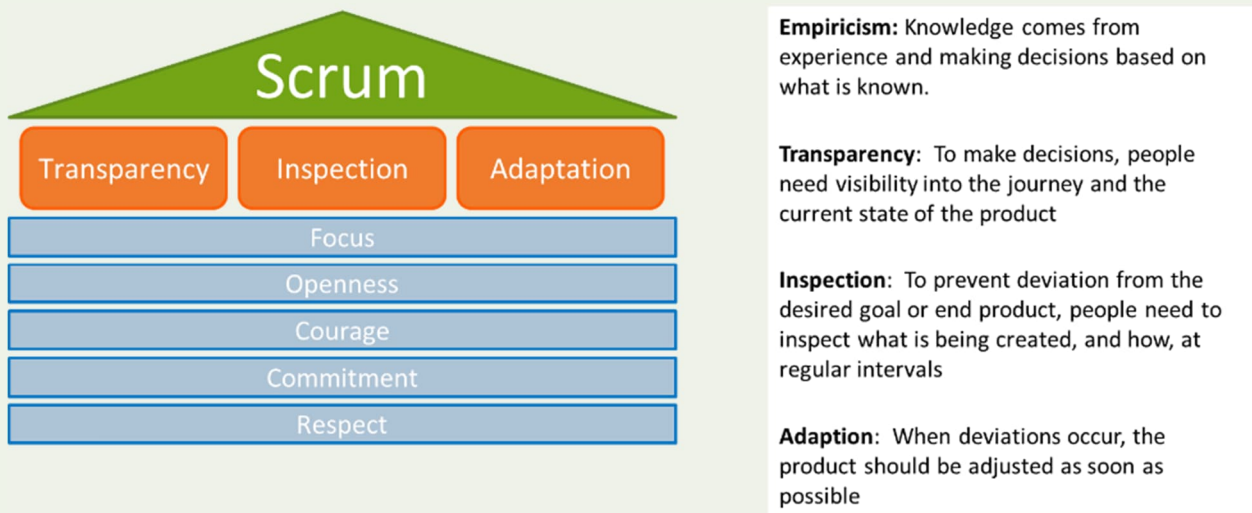 Scrum
Transparency
Inspection
Adaptation
Focus
Openness
Courage
Commitment
Respect
Empiricism: Knowledge comes from
experience and making decisions based on
what is known.
Transparency:  To make decisions, people
need visibility into the journey and the
current state of the product
Inspection:  To prevent deviation from the
desired goal or end product, people need to
inspect what is being created, and how, at
regular intervals
Adaption:  When deviations occur, the
product should be adjusted as soon as
possible